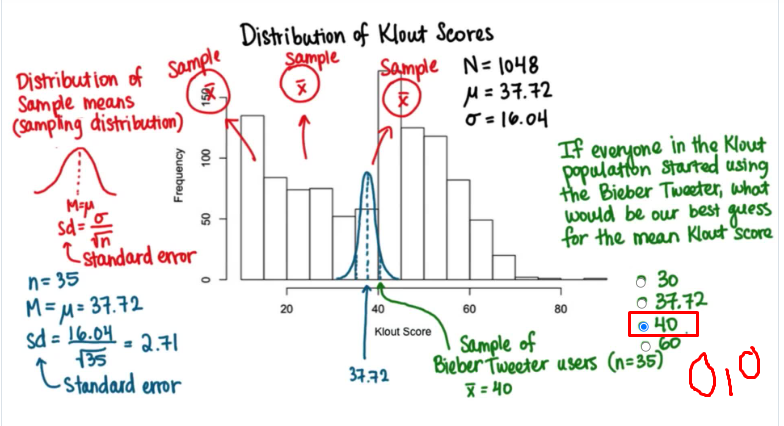 Distribution of Klout Scores
Sample
x̄
Sample
x̄
Sample
x̄
N = 1048
μ = 37.72
σ = 16.04
Distribution of
Sample means
(sampling distribution)
M=μ
sd = σ/√n
Standard error
n = 35
M = μ = 37.72
sd = 16.04/√35 = 2.71
Standard error
Frequency
0
50
100
150
20
40
60
80
Klout Score
37.72
Sample of
Bieber Tweeter users (n=35)
x̄ = 40
If everyone in the Klout
population started using
the Bieber Tweeter, what
would be our best guess
for the mean Klout Score
30
37.72
40
60
0,0